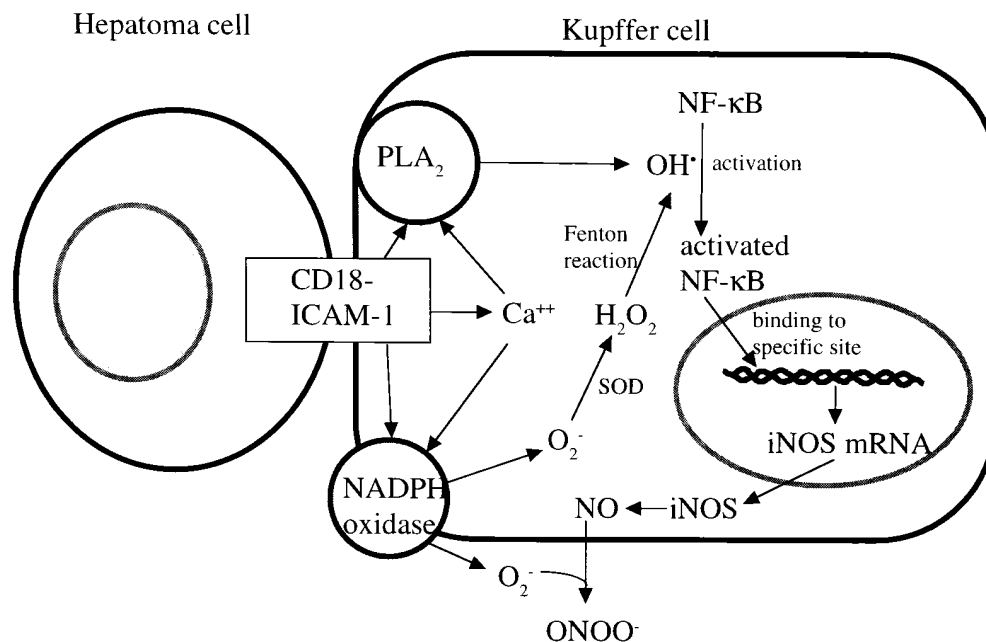 Hepatoma cell
Kupffer cell
NF-κB
PLA₂
OH•
activation
Fenton
reaction
activated
NF-κB
CD18-
ICAM-1
Ca⁺⁺
H₂O₂
binding to
specific site
SOD
O₂⁻
iNOS mRNA
NADPH
oxidase
NO
iNOS
O₂⁻
ONOO⁻